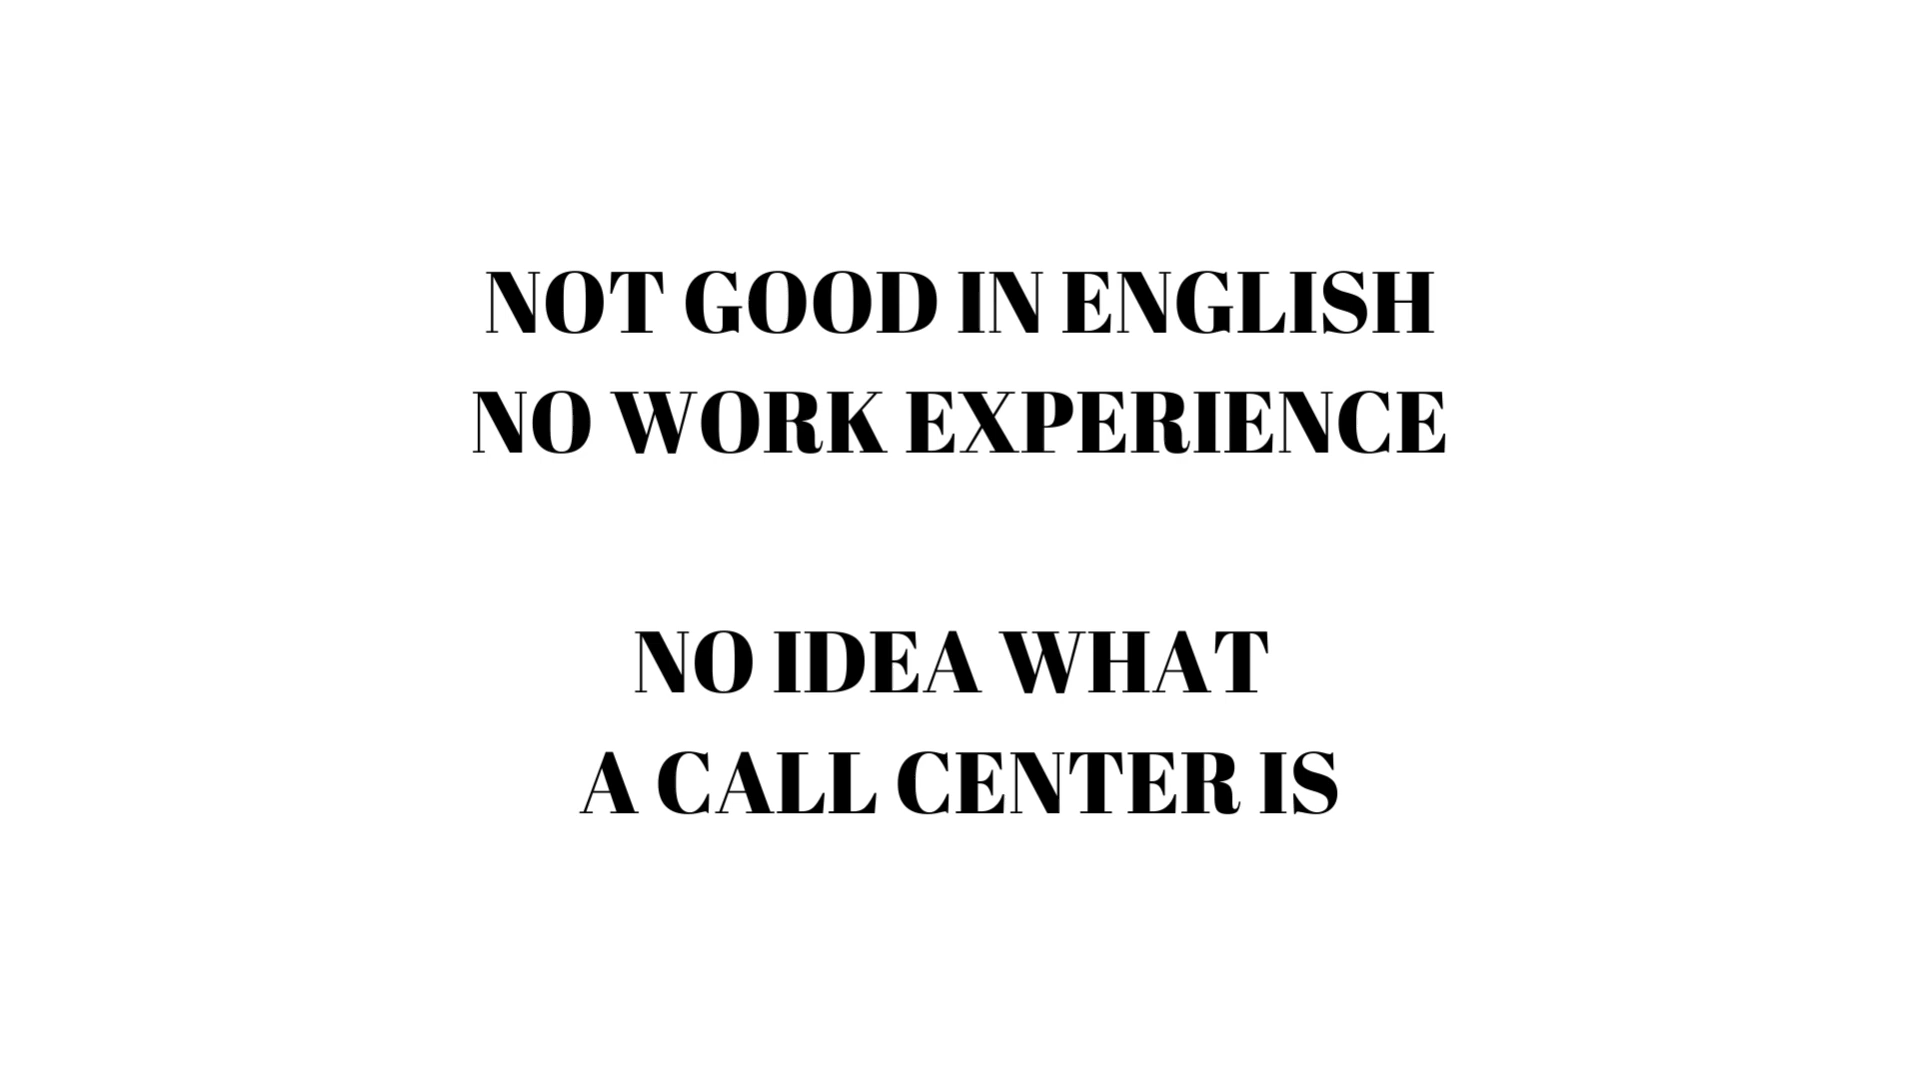 NOT GOOD IN ENGLISH
NO WORK EXPERIENCE
NO IDEA WHAT
A CALL CENTER IS